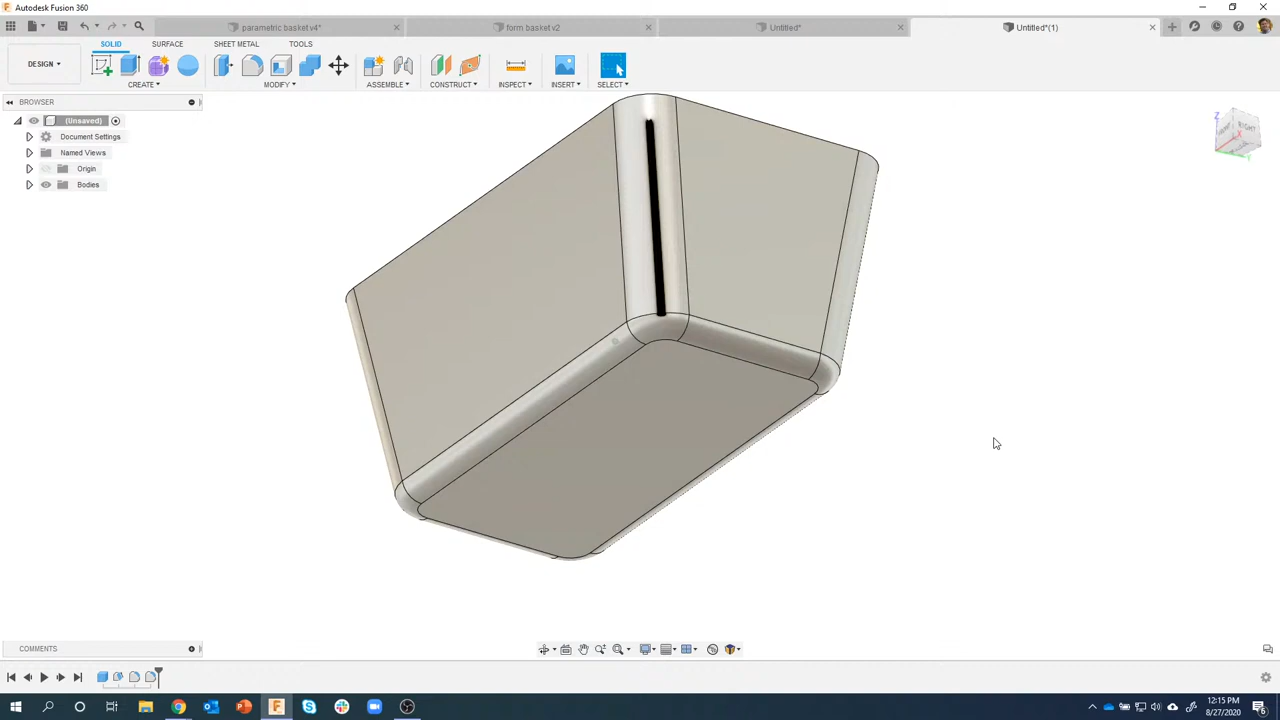 Autodesk Fusion 360
parametric basket v4*
form basket v2
Untitled*
Untitled*(1)
SOLID
SURFACE
SHEET METAL
TOOLS
DESIGN
CREATE
MODIFY
ASSEMBLE
CONSTRUCT
INSPECT
INSERT
SELECT
BROWSER
(Unsaved)
Document Settings
Named Views
Origin
Bodies
Z
RIGHT
X
Y
COMMENTS
12:15 PM
8/27/2020
6